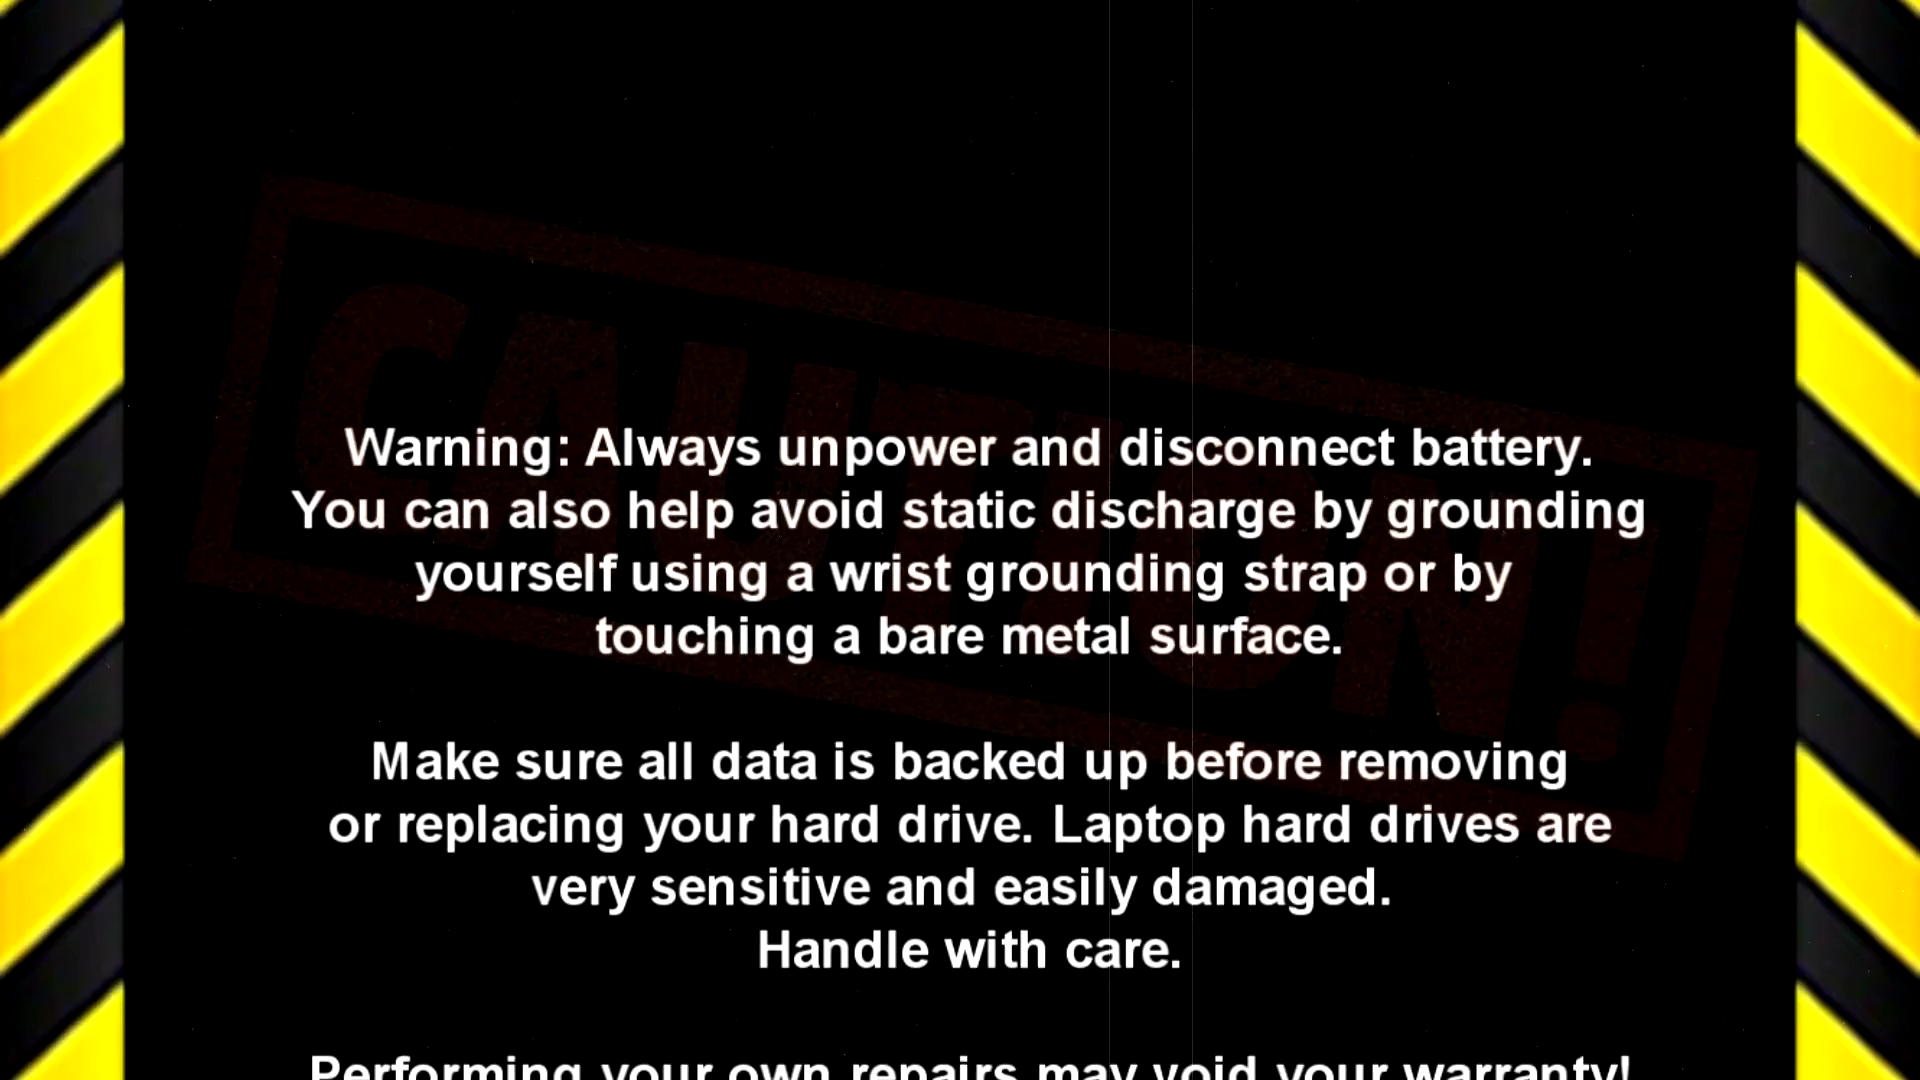 CAUTION!
Warning: Always unpower and disconnect battery.
You can also help avoid static discharge by grounding
yourself using a wrist grounding strap or by
touching a bare metal surface.
Make sure all data is backed up before removing
or replacing your hard drive. Laptop hard drives are
very sensitive and easily damaged.
Handle with care.
Performing your own repairs may void your warranty!